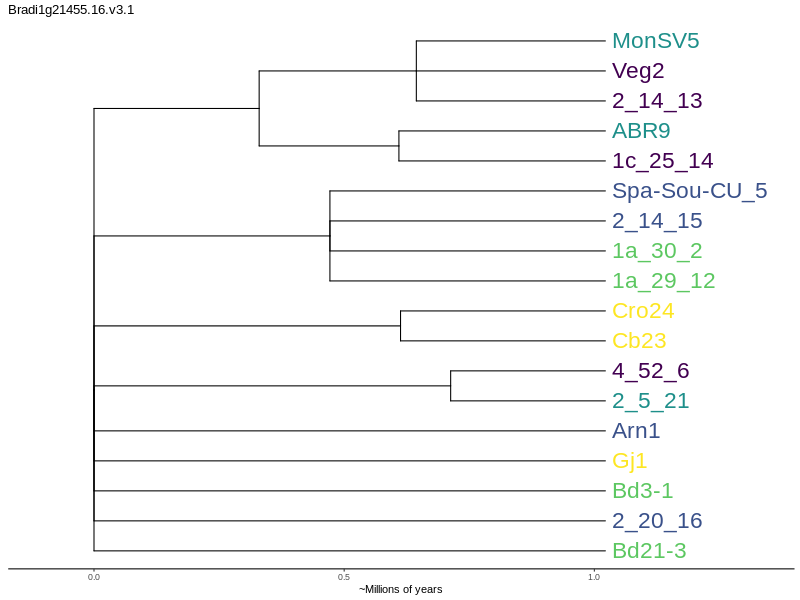 Bradi1g21455.16.v3.1
MonSV5
Veg2
2_14_13
ABR9
1c_25_14
Spa-Sou-CU_5
2_14_15
1a_30_2
1a_29_12
Cro24
Cb23
4_52_6
2_5_21
Arn1
Gj1
Bd3-1
2_20_16
Bd21-3
0.0 0.5 1.0
~Millions of years